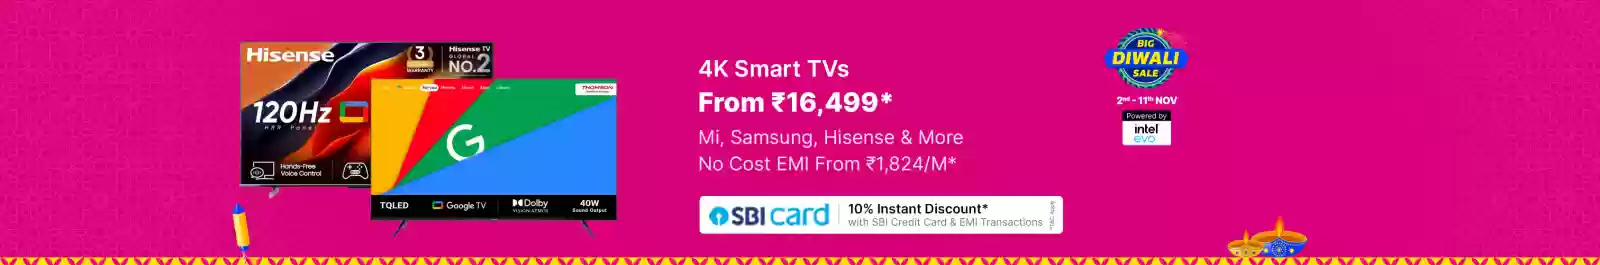 Hisense
3
WARRANTY
Hisense TV
GLOBAL
NO.2
120Hz
HRR Panel
Hands-Free
Voice Control
THOMSON
G
TQLED
Google TV
Dolby
VISION·ATMOS
40W
Sound Output
4K Smart TVs
From ₹16,499*
Mi, Samsung, Hisense & More
No Cost EMI From ₹1,824/M*
SBI card
10% Instant Discount*
with SBI Credit Card & EMI Transactions
*T&C Apply
BIG
DIWALI
SALE
2nd - 11th NOV
Powered by
intel
evo